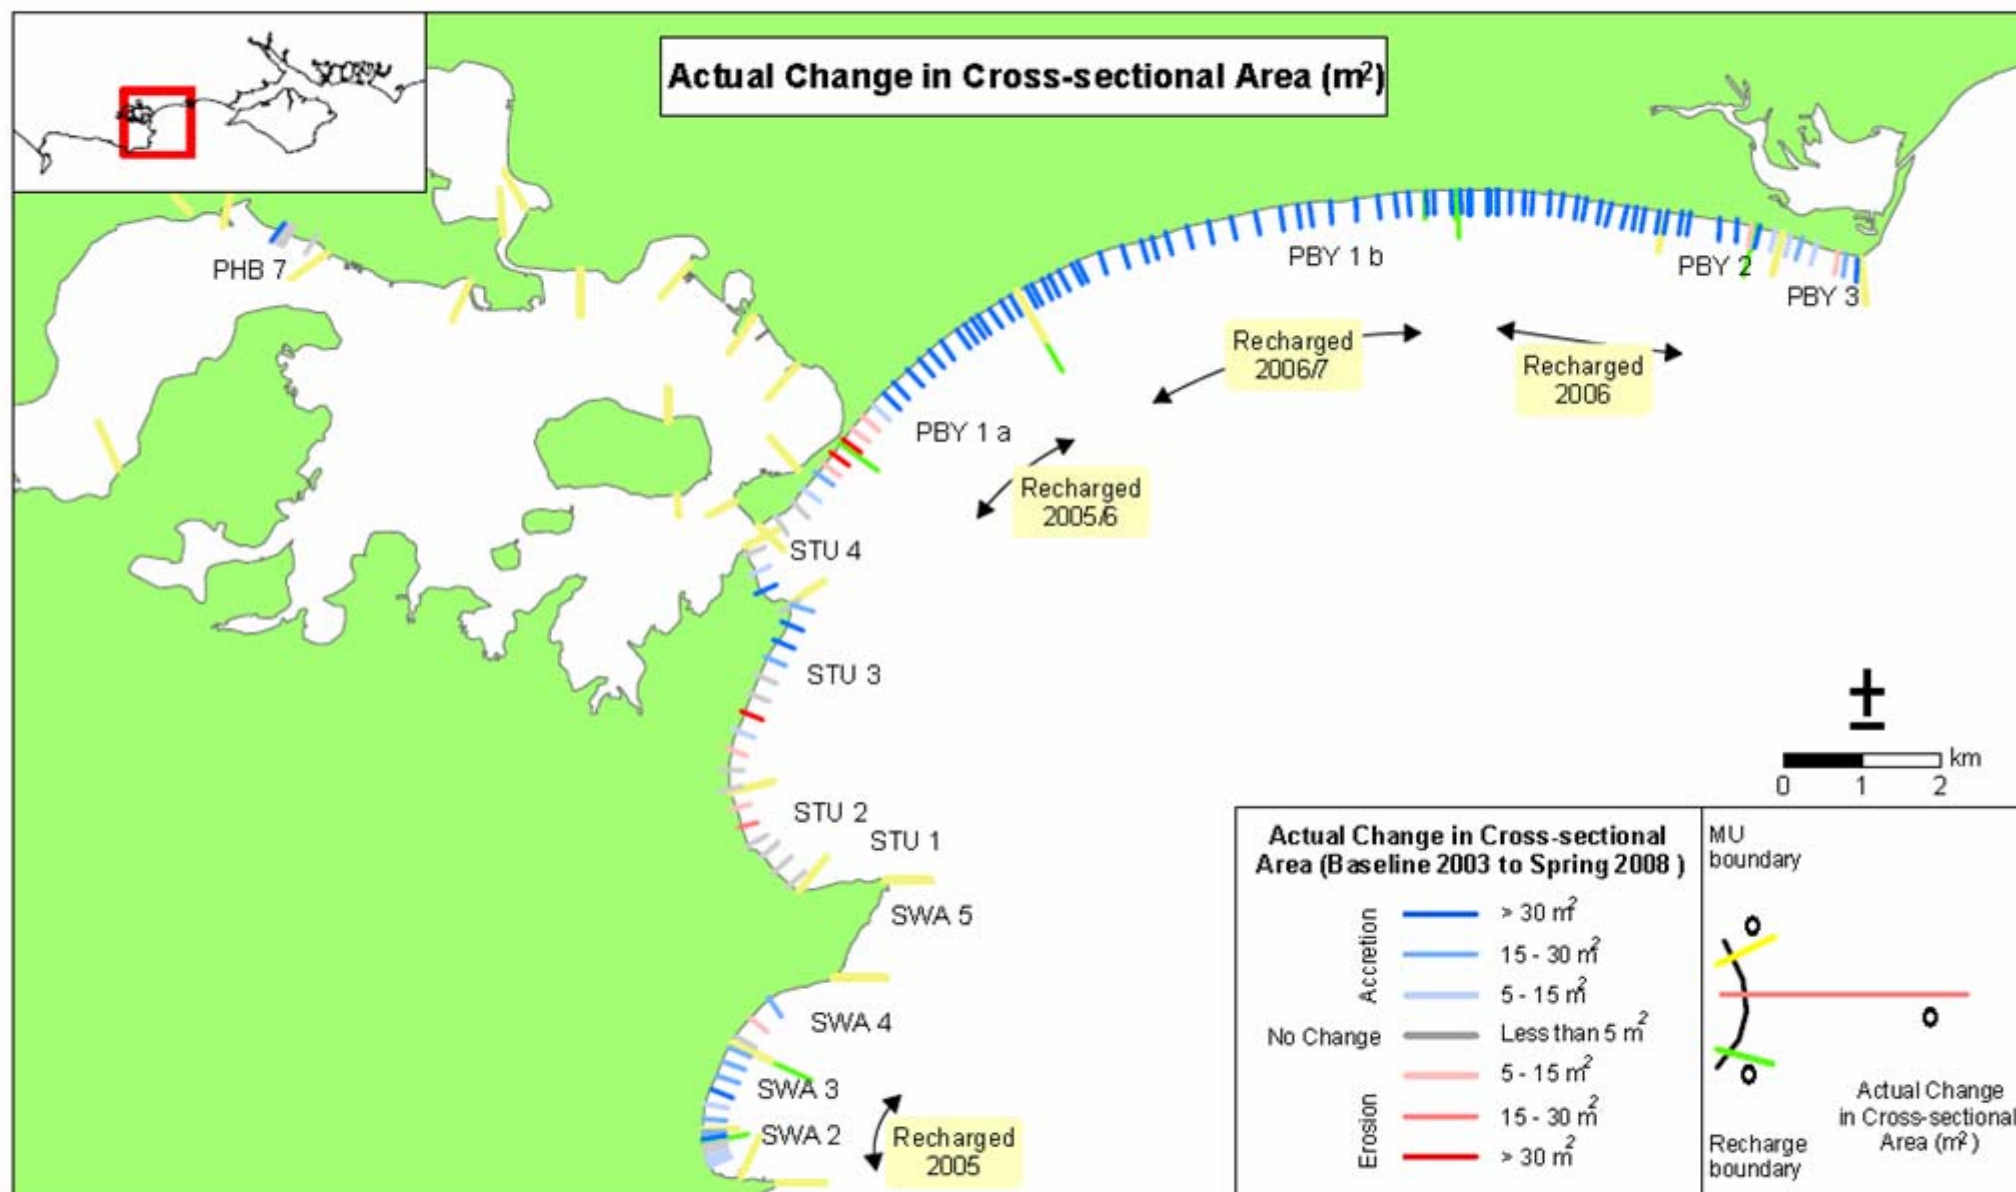 Actual Change in Cross-sectional Area (m²)
PHB 7
PBY 1 b
PBY 2
PBY 3
Recharged
2006/7
Recharged
2006
PBY 1 a
Recharged
2005/6
STU 4
STU 3
STU 2
STU 1
SWA 5
SWA 4
SWA 3
SWA 2
Recharged
2005
km
0 1 2
Actual Change in Cross-sectional
Area (Baseline 2003 to Spring 2008 )
Accretion
> 30 m²
15 - 30 m²
5 - 15 m²
No Change
Less than 5 m²
Erosion
5 - 15 m²
15 - 30 m²
> 30 m²
MU
boundary
Actual Change
in Cross-sectional
Area (m²)
Recharge
boundary